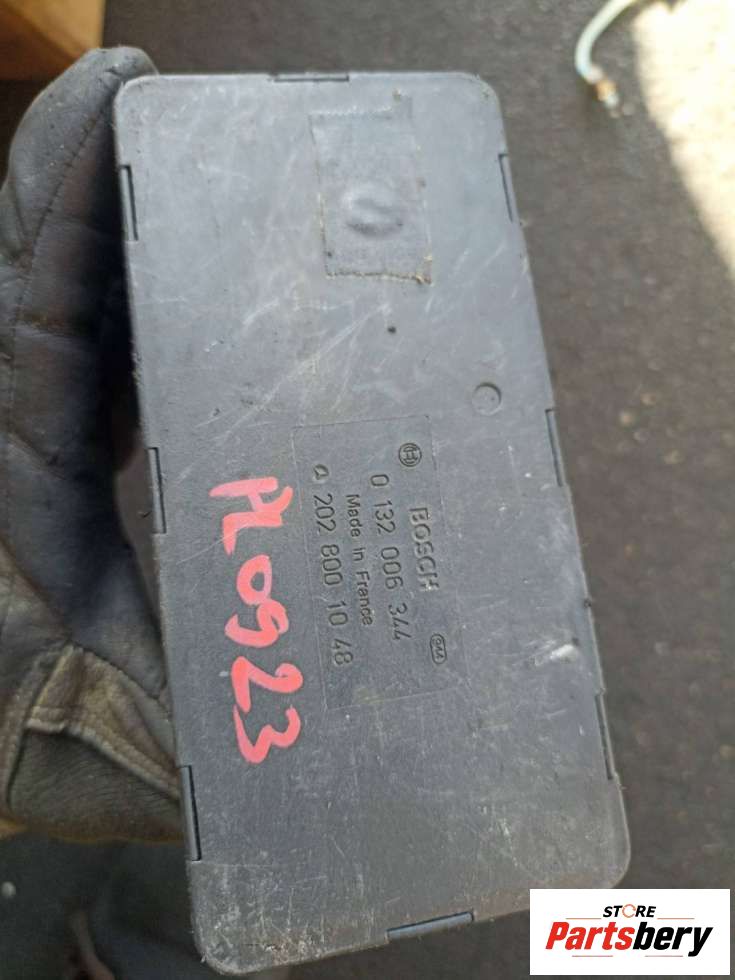 BOSCH
0 132 006 344
Made in France
202 800 10 48
PL0923
STORE
Partsbery